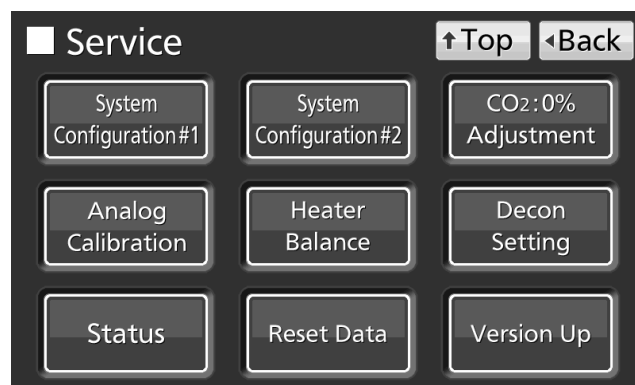 Service
↑Top
◂Back
System
Configuration#1
System
Configuration#2
CO2:0%
Adjustment
Analog
Calibration
Heater
Balance
Decon
Setting
Status
Reset Data
Version Up